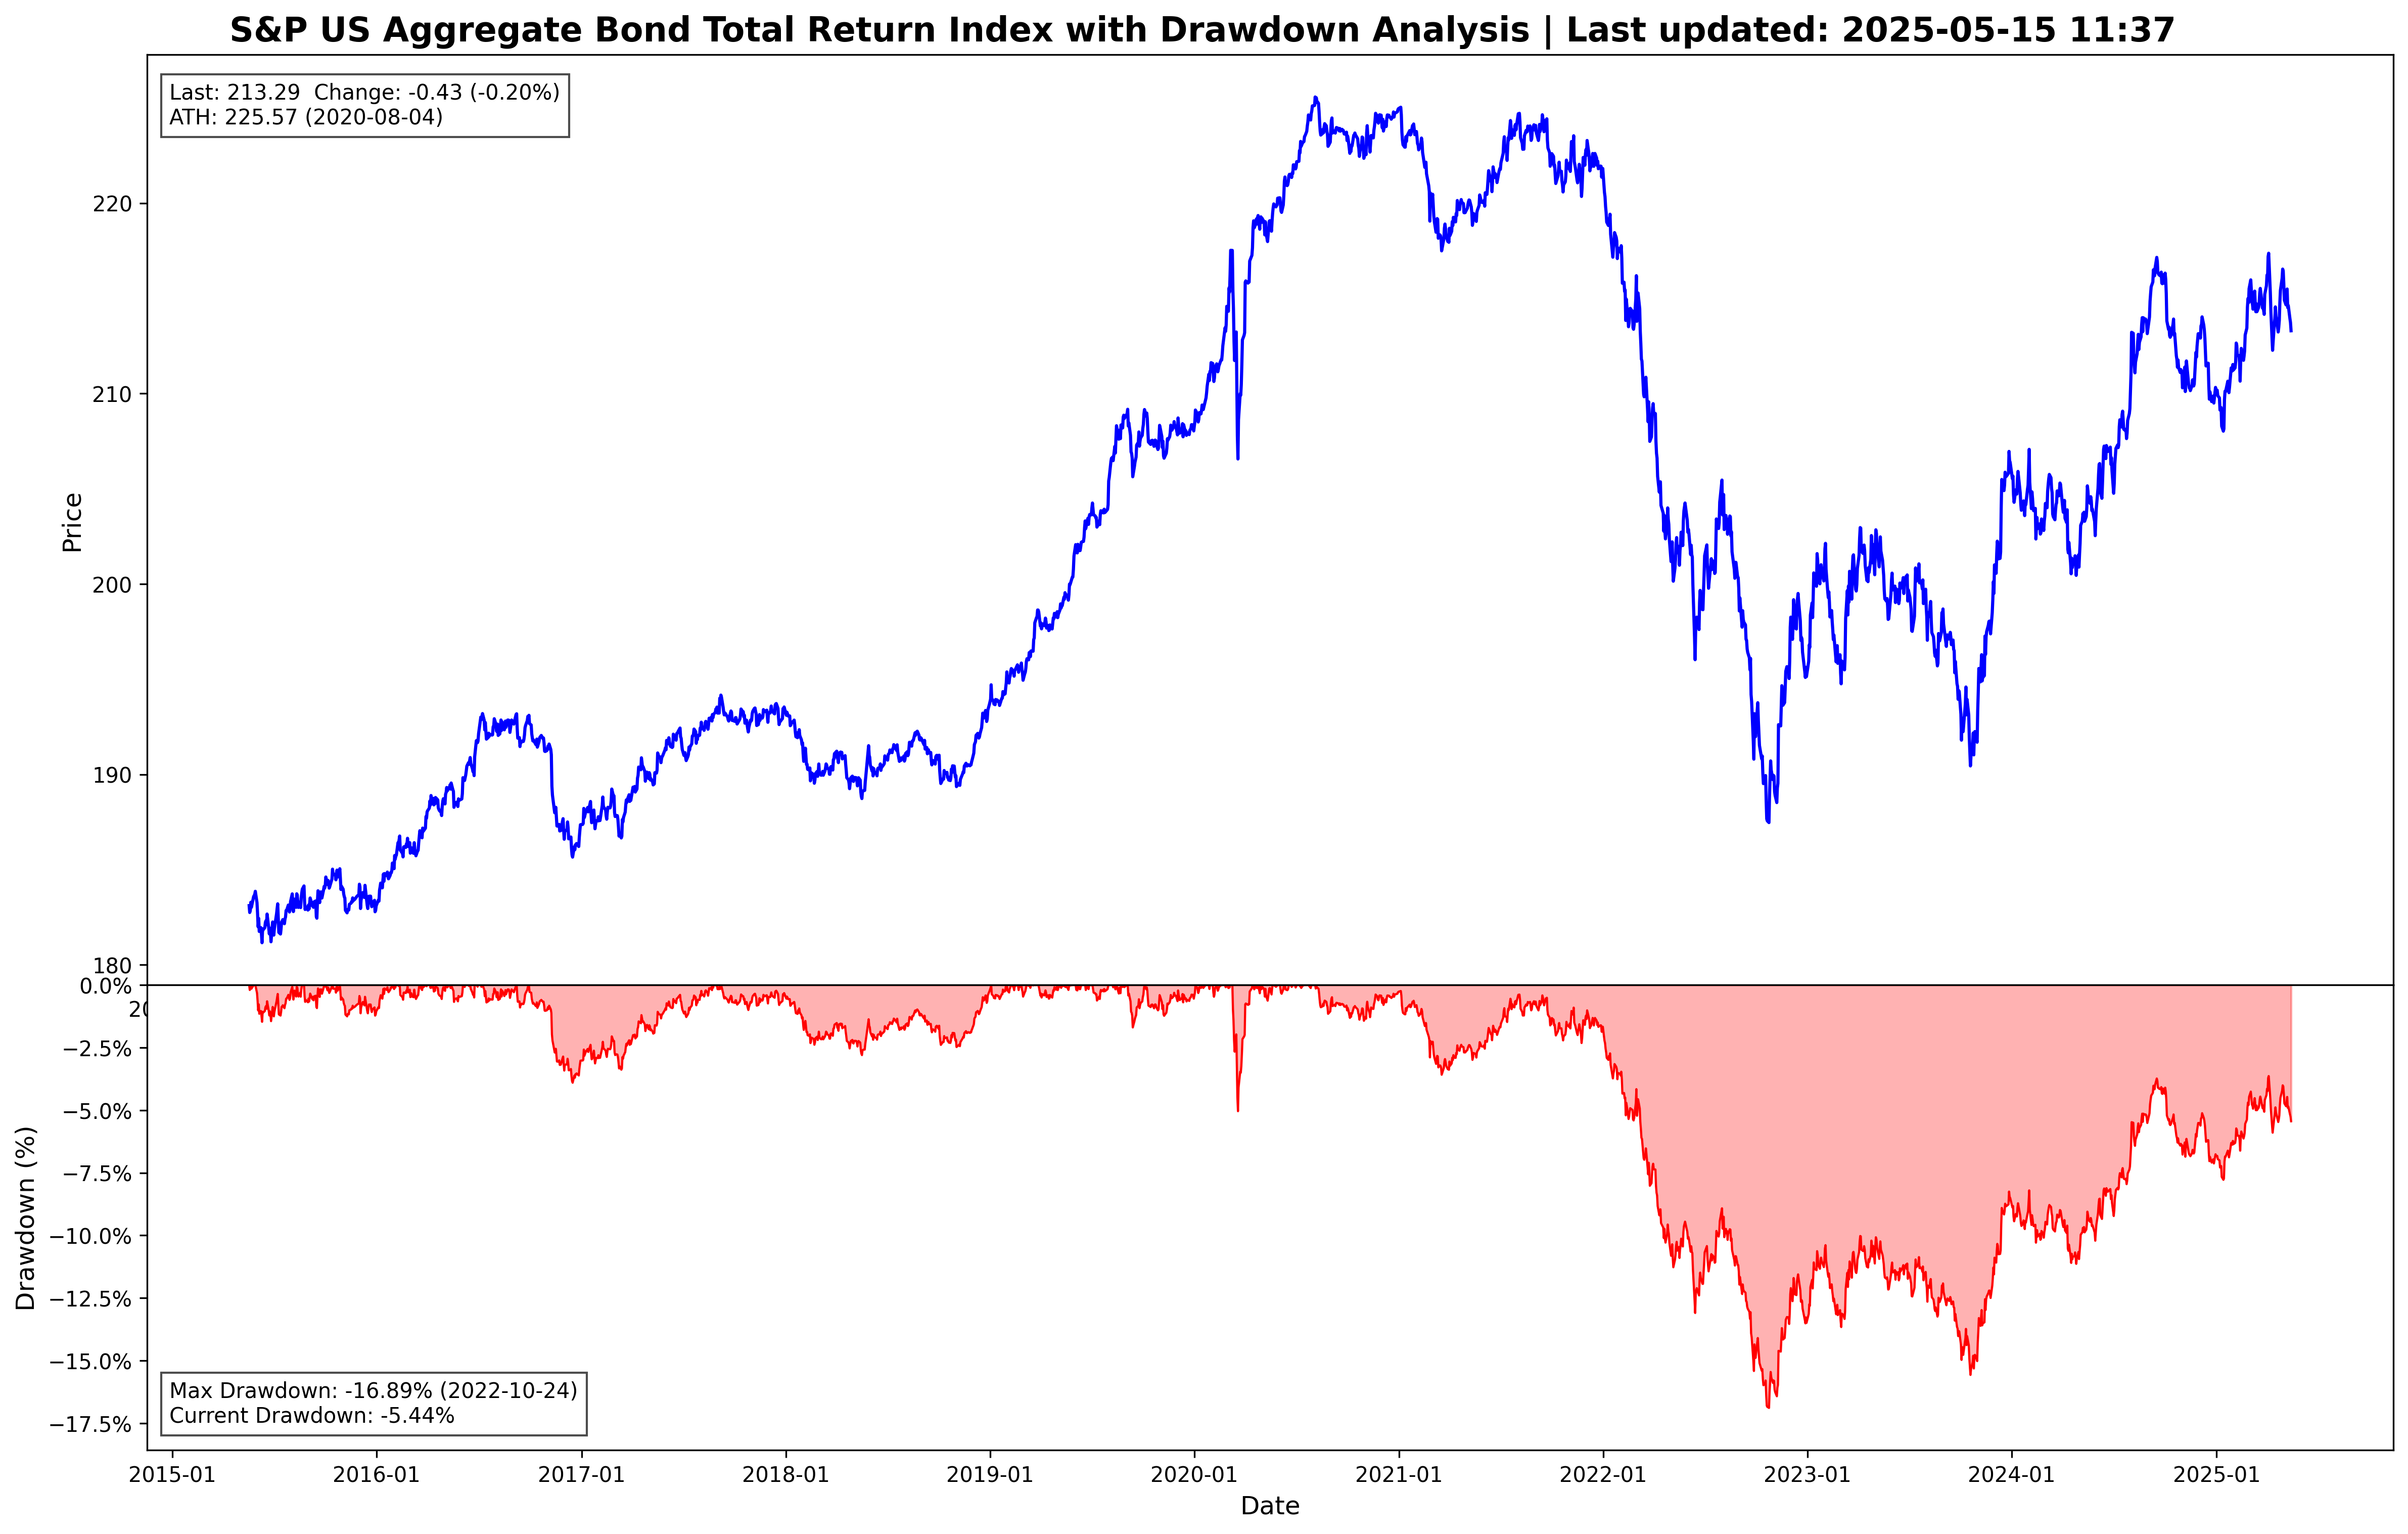 S&P US Aggregate Bond Total Return Index with Drawdown Analysis | Last updated: 2025-05-15 11:37
Last: 213.29  Change: -0.43 (-0.20%)
ATH: 225.57 (2020-08-04)
220
210
200
190
180
Price
20
0.0%
−2.5%
−5.0%
−7.5%
−10.0%
−12.5%
−15.0%
−17.5%
Drawdown (%)
Max Drawdown: -16.89% (2022-10-24)
Current Drawdown: -5.44%
2015-01 2016-01 2017-01 2018-01 2019-01 2020-01 2021-01 2022-01 2023-01 2024-01 2025-01
Date